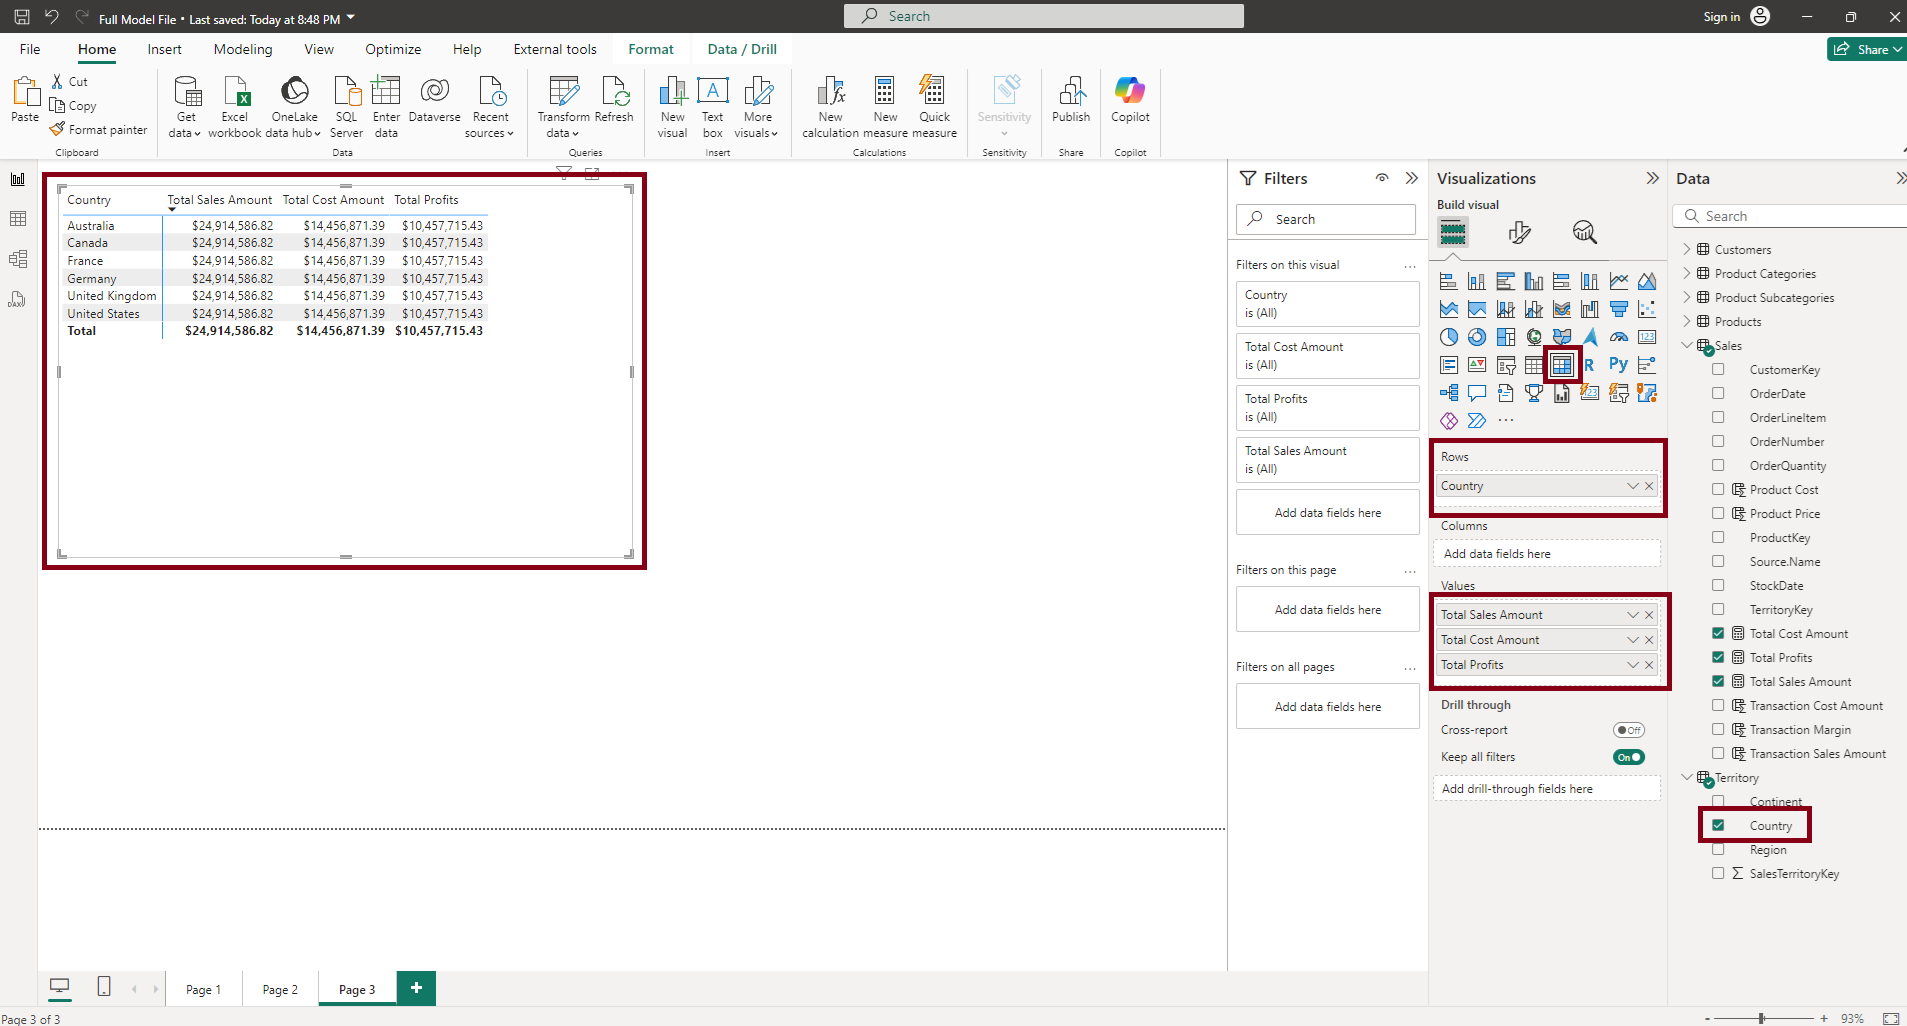 Full Model File • Last saved: Today at 8:48 PM
Search
Sign in
File
Home
Insert
Modeling
View
Optimize
Help
External tools
Format
Data / Drill
Share
Paste
Cut
Copy
Format painter
Clipboard
Get data
Excel workbook
OneLake data hub
SQL Server
Enter data
Dataverse
Recent sources
Data
Transform data
Refresh
Queries
New visual
A
Text box
More visuals
Insert
New calculation
New measure
Quick measure
Calculations
Sensitivity
Sensitivity
Publish
Share
Copilot
Copilot
DAX
Country Total Sales Amount Total Cost Amount Total Profits
Australia $24,914,586.82 $14,456,871.39 $10,457,715.43
Canada $24,914,586.82 $14,456,871.39 $10,457,715.43
France $24,914,586.82 $14,456,871.39 $10,457,715.43
Germany $24,914,586.82 $14,456,871.39 $10,457,715.43
United Kingdom $24,914,586.82 $14,456,871.39 $10,457,715.43
United States $24,914,586.82 $14,456,871.39 $10,457,715.43
Total $24,914,586.82 $14,456,871.39 $10,457,715.43
Filters
Search
Filters on this visual ...
Country
is (All)
Total Cost Amount
is (All)
Total Profits
is (All)
Total Sales Amount
is (All)
Add data fields here
Filters on this page ...
Add data fields here
Filters on all pages ...
Add data fields here
Visualizations
Build visual
123
R
Py
123
...
Rows
Country
Columns
Add data fields here
Values
Total Sales Amount
Total Cost Amount
Total Profits
Drill through
Cross-report
Off
Keep all filters
On
Add drill-through fields here
Data
Search
Customers
Product Categories
Product Subcategories
Products
Sales
CustomerKey
OrderDate
OrderLineItem
OrderNumber
OrderQuantity
Product Cost
Product Price
ProductKey
Source.Name
StockDate
TerritoryKey
Total Cost Amount
Total Profits
Total Sales Amount
Transaction Cost Amount
Transaction Margin
Transaction Sales Amount
Territory
Continent
Country
Region
Σ SalesTerritoryKey
Page 1
Page 2
Page 3
+
Page 3 of 3
- + 93%